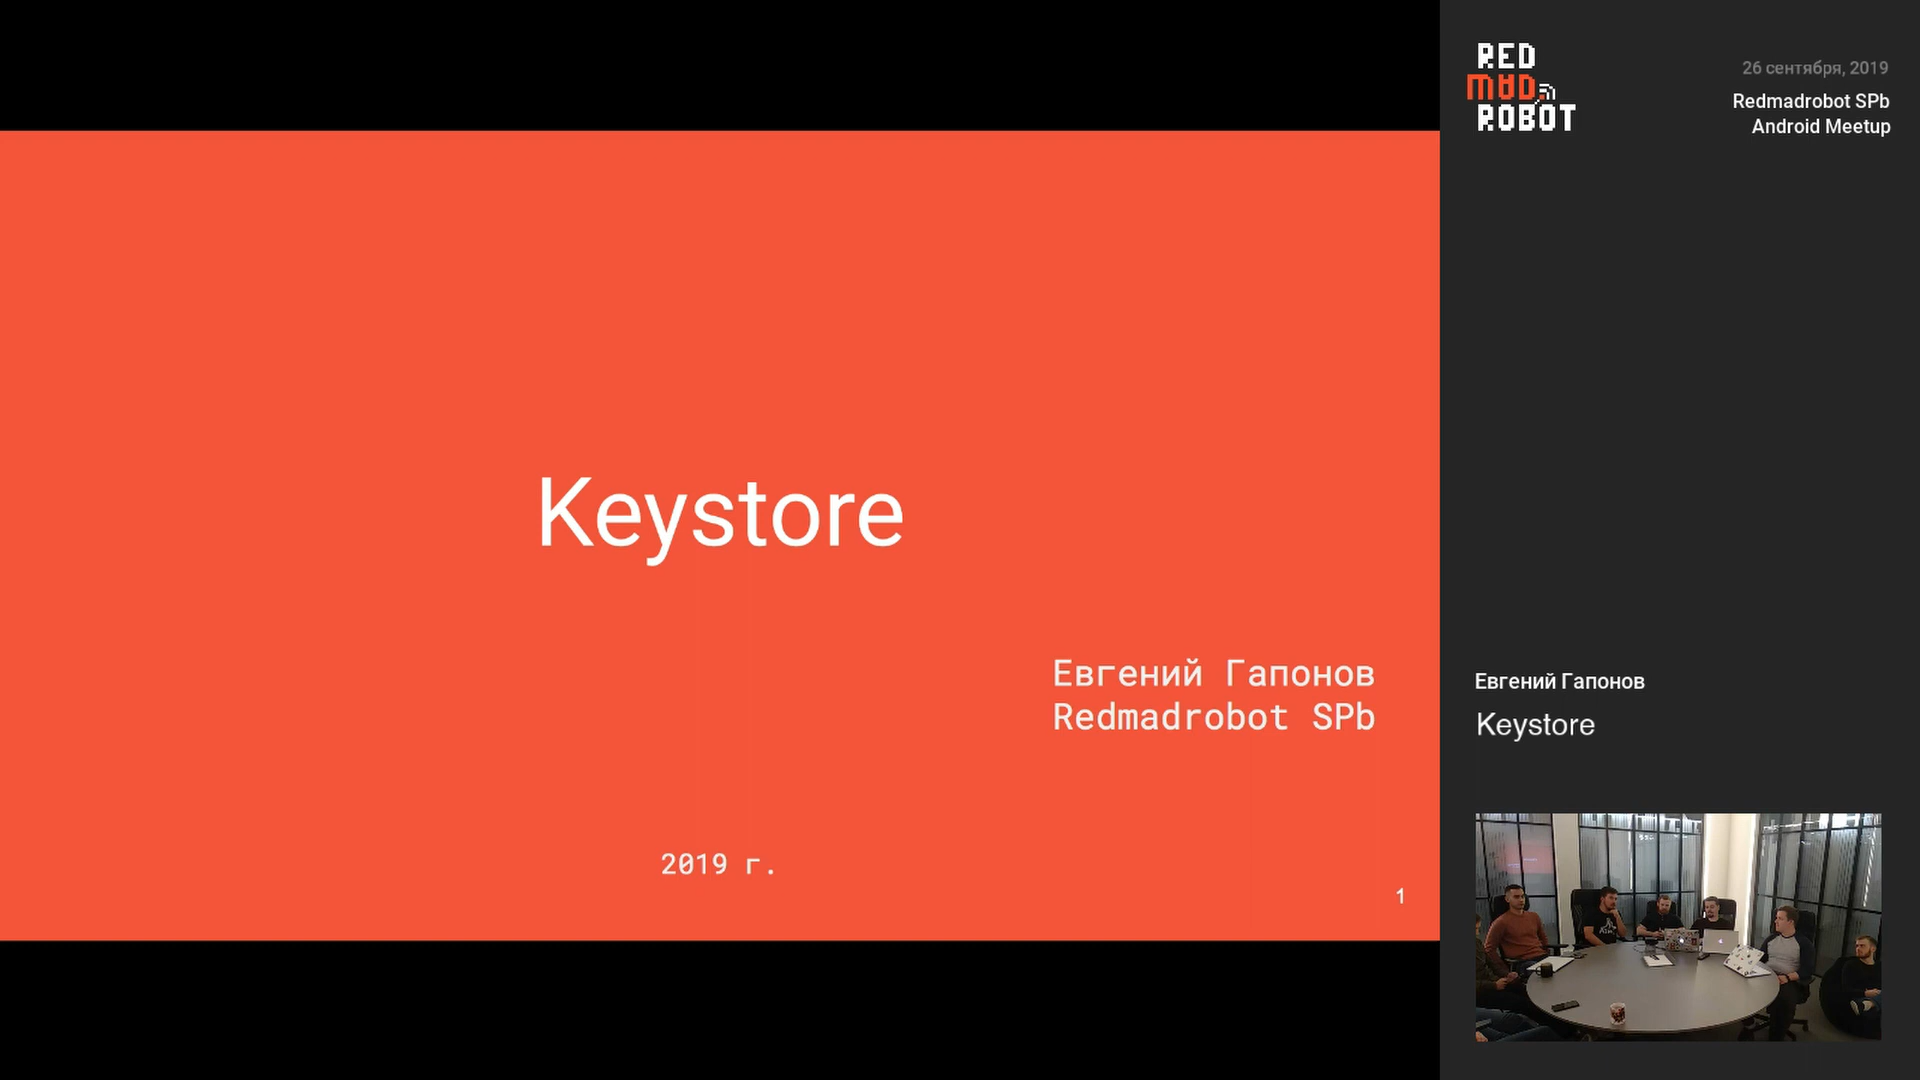 Keystore
Евгений Гапонов
Redmadrobot SPb
2019 г.
1
RED
MAD
ROBOT
26 сентября, 2019
Redmadrobot SPb
Android Meetup
Евгений Гапонов
Keystore